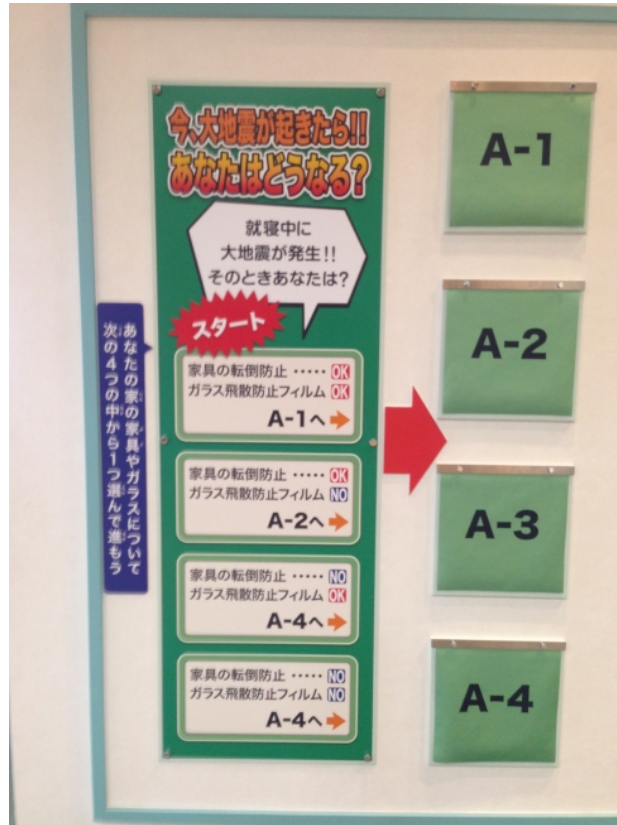 今、大地震が起きたら!!
あなたはどうなる?
就寝中に
大地震が発生!!
そのときあなたは?
スタート
あなたの家の家具やガラスについて
次の4つの中から1つ選んで進もう
家具の転倒防止 ····· OK
ガラス飛散防止フィルム OK
A-1へ
家具の転倒防止 ····· OK
ガラス飛散防止フィルム NO
A-2へ
家具の転倒防止 ····· NO
ガラス飛散防止フィルム OK
A-4へ
家具の転倒防止 ····· NO
ガラス飛散防止フィルム NO
A-4へ
A-1
A-2
A-3
A-4